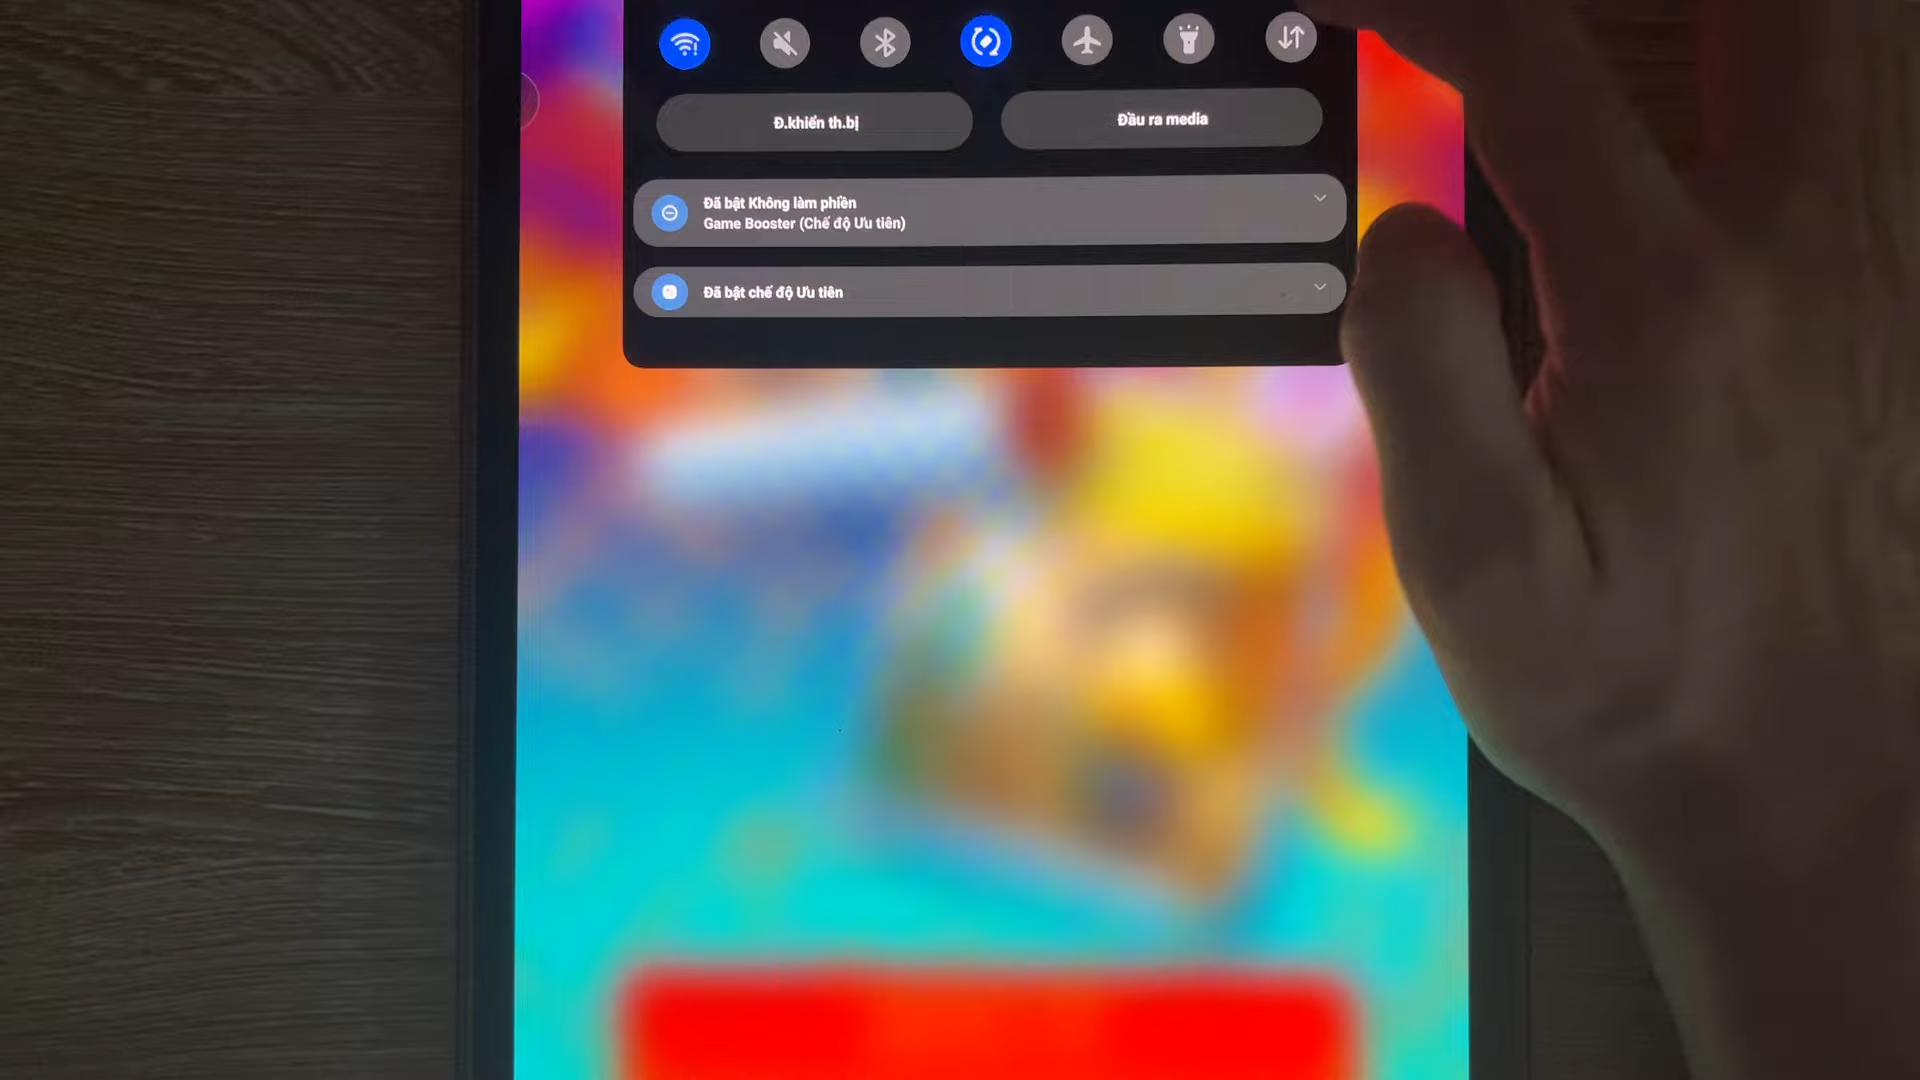 Đ.khiển th.bị
Đầu ra media
Đã bật Không làm phiền
Game Booster (Chế độ Ưu tiên)
Đã bật chế độ Ưu tiên